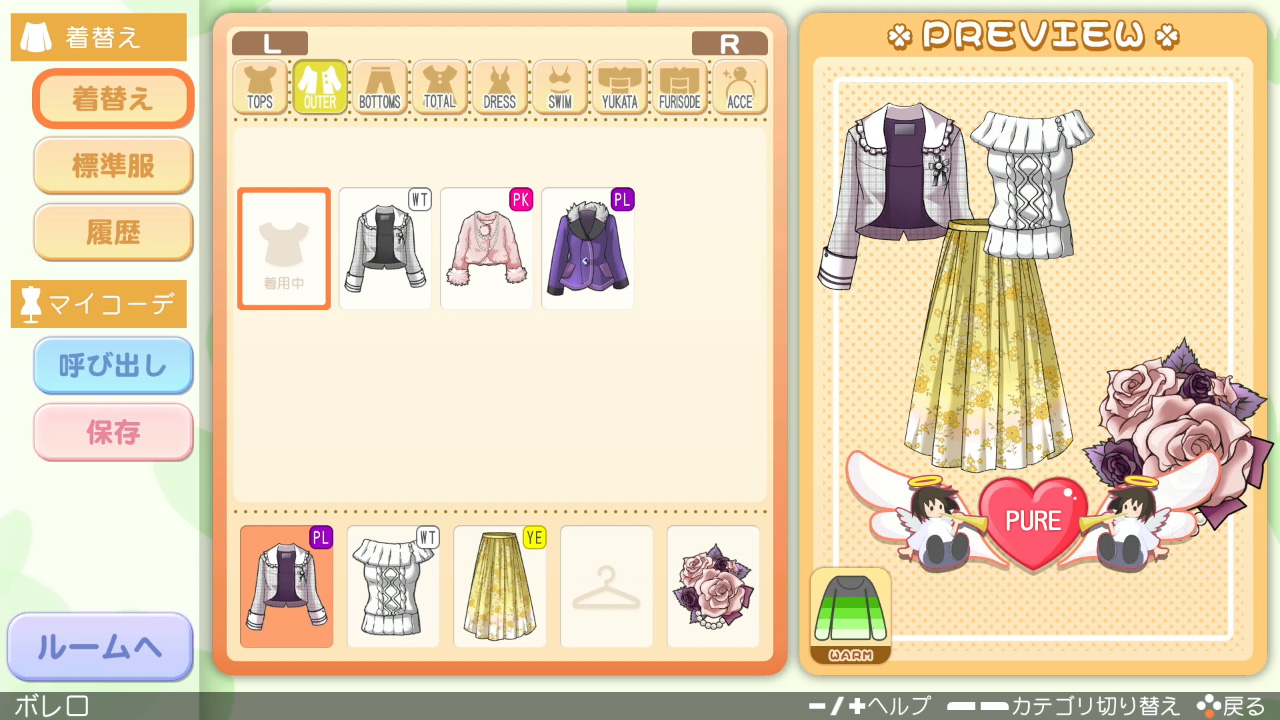 着替え
着替え
標準服
履歴
マイコーデ
呼び出し
保存
ルームへ
L
R
TOPS
OUTER
BOTTOMS
TOTAL
DRESS
SWIM
YUKATA
FURISODE
ACCE
着用中
WT
PK
PL
PL
WT
YE
PREVIEW
PURE
WARM
ボレロ
−/+ヘルプ
カテゴリ切り替え
戻る